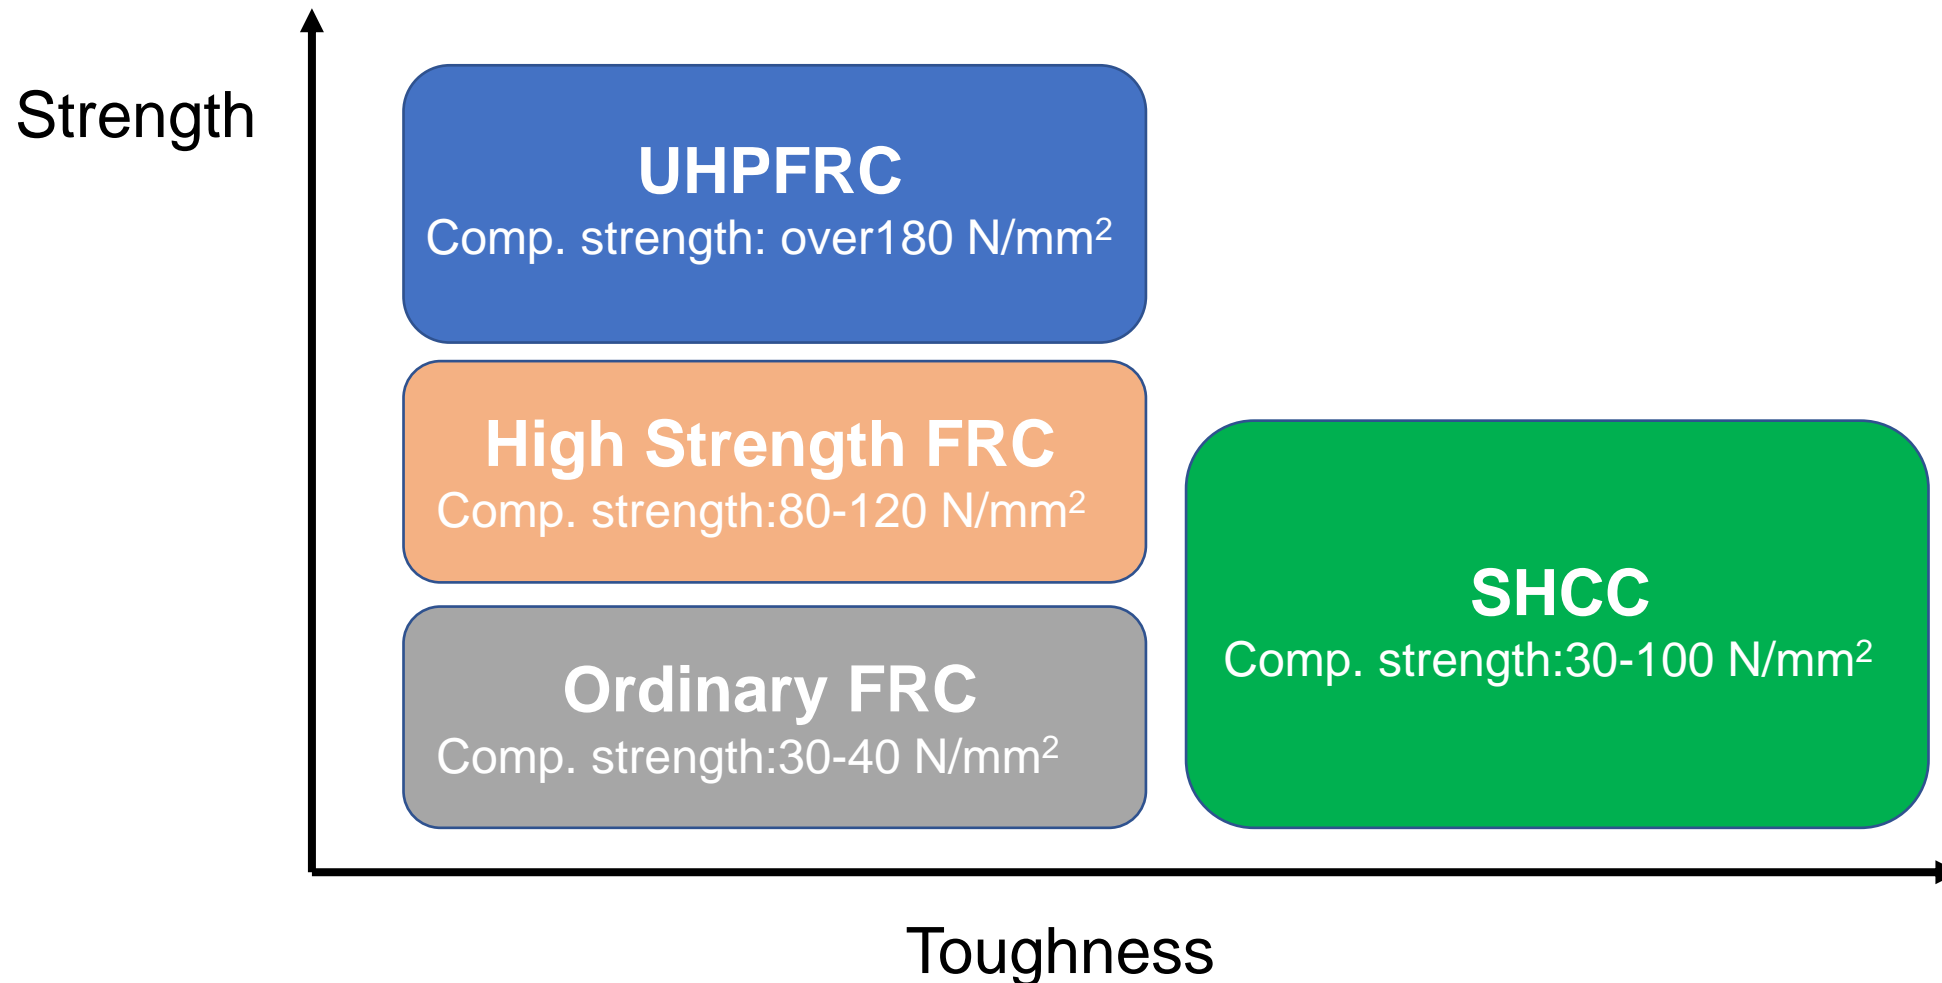 Strength
UHPFRC
Comp. strength: over180 N/mm²
High Strength FRC
Comp. strength:80-120 N/mm²
Ordinary FRC
Comp. strength:30-40 N/mm²
SHCC
Comp. strength:30-100 N/mm²
Toughness